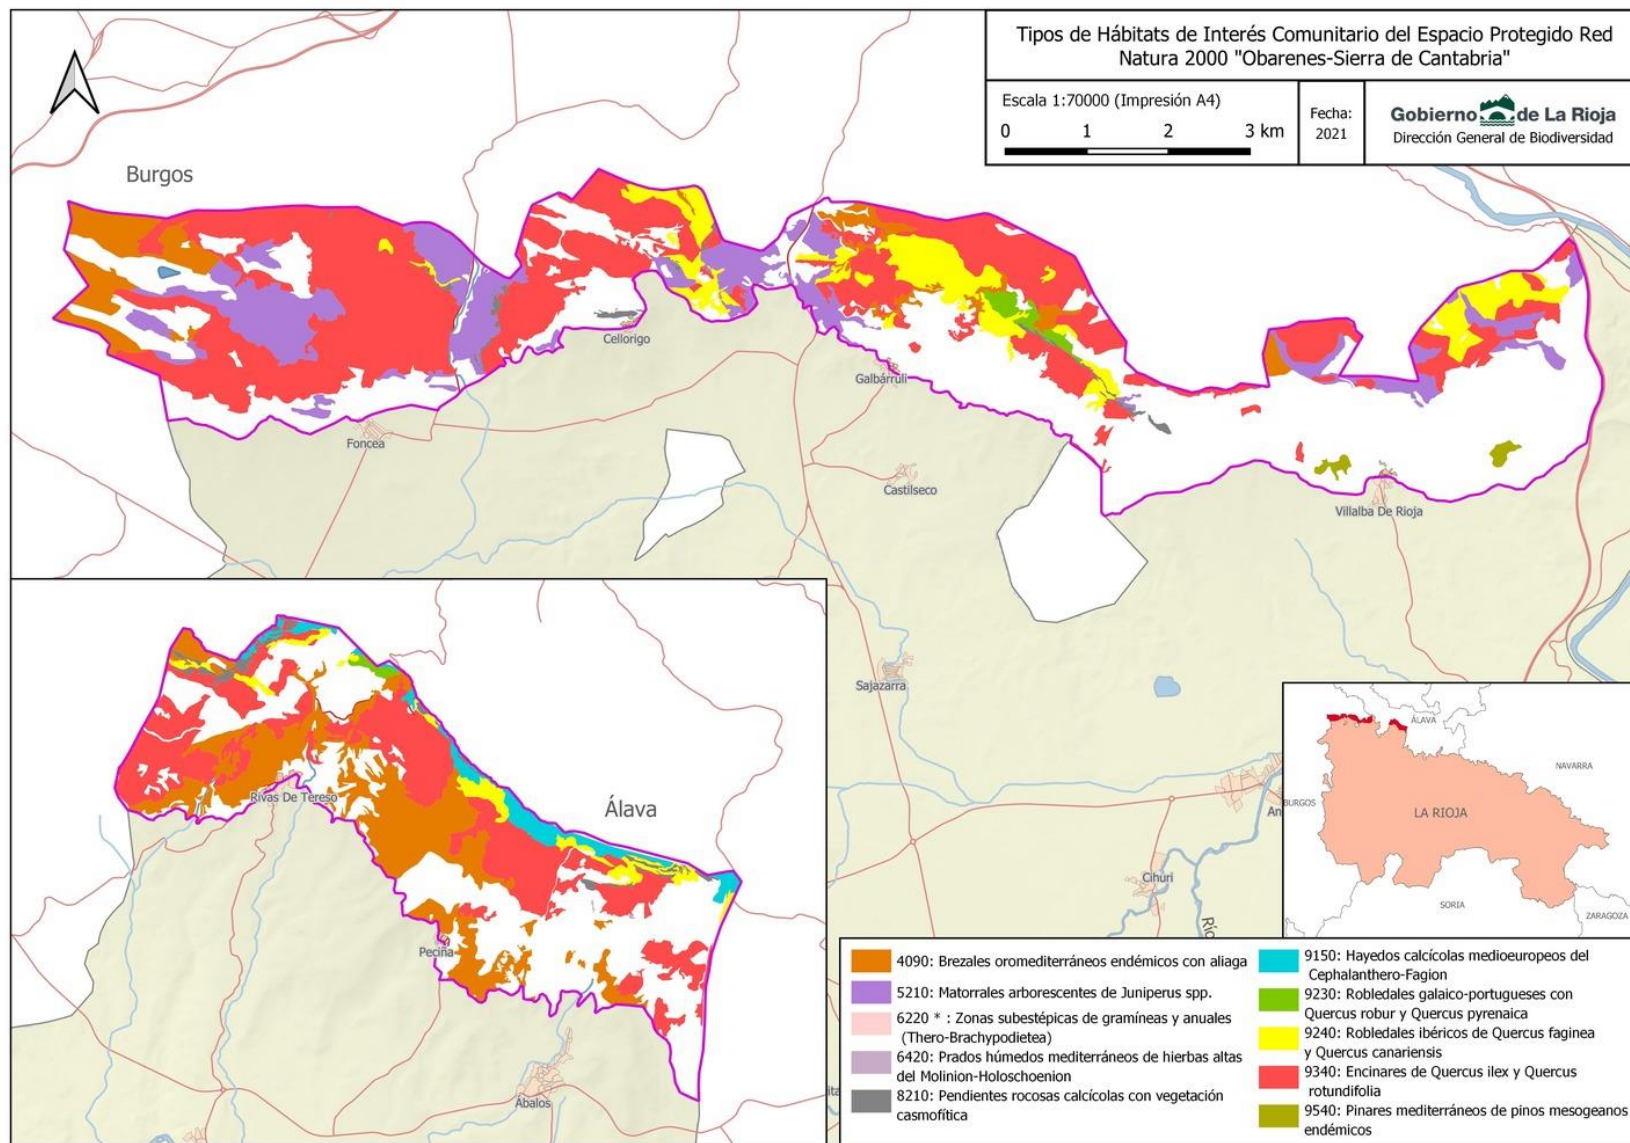 Tipos de Hábitats de Interés Comunitario del Espacio Protegido Red
Natura 2000 "Obarenes-Sierra de Cantabria"
Escala 1:70000 (Impresión A4)
0 1 2 3 km
Fecha:
2021
Gobierno de La Rioja
Dirección General de Biodiversidad
Burgos
Cellorigo
Galbárruli
Foncea
Castilseco
Villalba De Rioja
Sajazarra
Cihuri
An
Río
Álava
Rivas De Tereso
Peciña
Ábalos
ÁLAVA
NAVARRA
BURGOS
LA RIOJA
SORIA
ZARAGOZA
4090: Brezales oromediterráneos endémicos con aliaga
5210: Matorrales arborescentes de Juniperus spp.
6220 * : Zonas subestépicas de gramíneas y anuales
(Thero-Brachypodietea)
6420: Prados húmedos mediterráneos de hierbas altas
del Molinion-Holoschoenion
8210: Pendientes rocosas calcícolas con vegetación
casmofítica
9150: Hayedos calcícolas medioeuropeos del
Cephalanthero-Fagion
9230: Robledales galaico-portugueses con
Quercus robur y Quercus pyrenaica
9240: Robledales ibéricos de Quercus faginea
y Quercus canariensis
9340: Encinares de Quercus ilex y Quercus
rotundifolia
9540: Pinares mediterráneos de pinos mesogeanos
endémicos